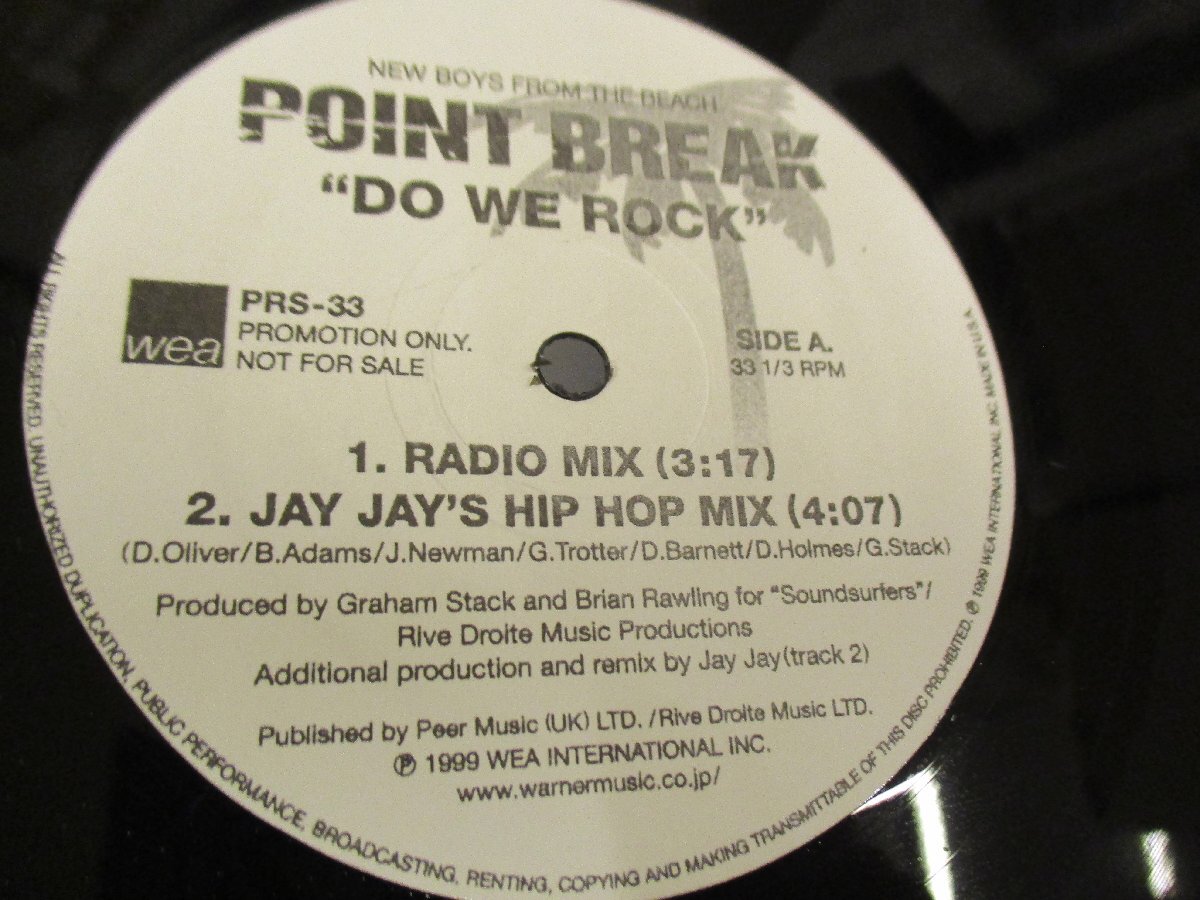 NEW BOYS FROM THE BEACH
POINT BREAK
"DO WE ROCK"
wea
PRS-33
PROMOTION ONLY.
NOT FOR SALE
SIDE A.
33 1/3 RPM
1. RADIO MIX (3:17)
2. JAY JAY'S HIP HOP MIX (4:07)
(D.Oliver/B.Adams/J.Newman/G.Trotter/D.Barnett/D.Holmes/G.Stack)
Produced by Graham Stack and Brian Rawling for "Soundsurfers"/
Rive Droite Music Productions
Additional production and remix by Jay Jay(track 2)
Published by Peer Music (UK) LTD. /Rive Droite Music LTD.
℗ 1999 WEA INTERNATIONAL INC.
www.warnermusic.co.jp/
ALL RIGHTS RESERVED. UNAUTHORIZED DUPLICATION, PUBLIC PERFORMANCE, BROADCASTING, RENTING, COPYING AND MAKING TRANSMITTABLE OF THIS DISC PROHIBITED. ℗ 1999 WEA INTERNATIONAL INC. MADE IN U.S.A.